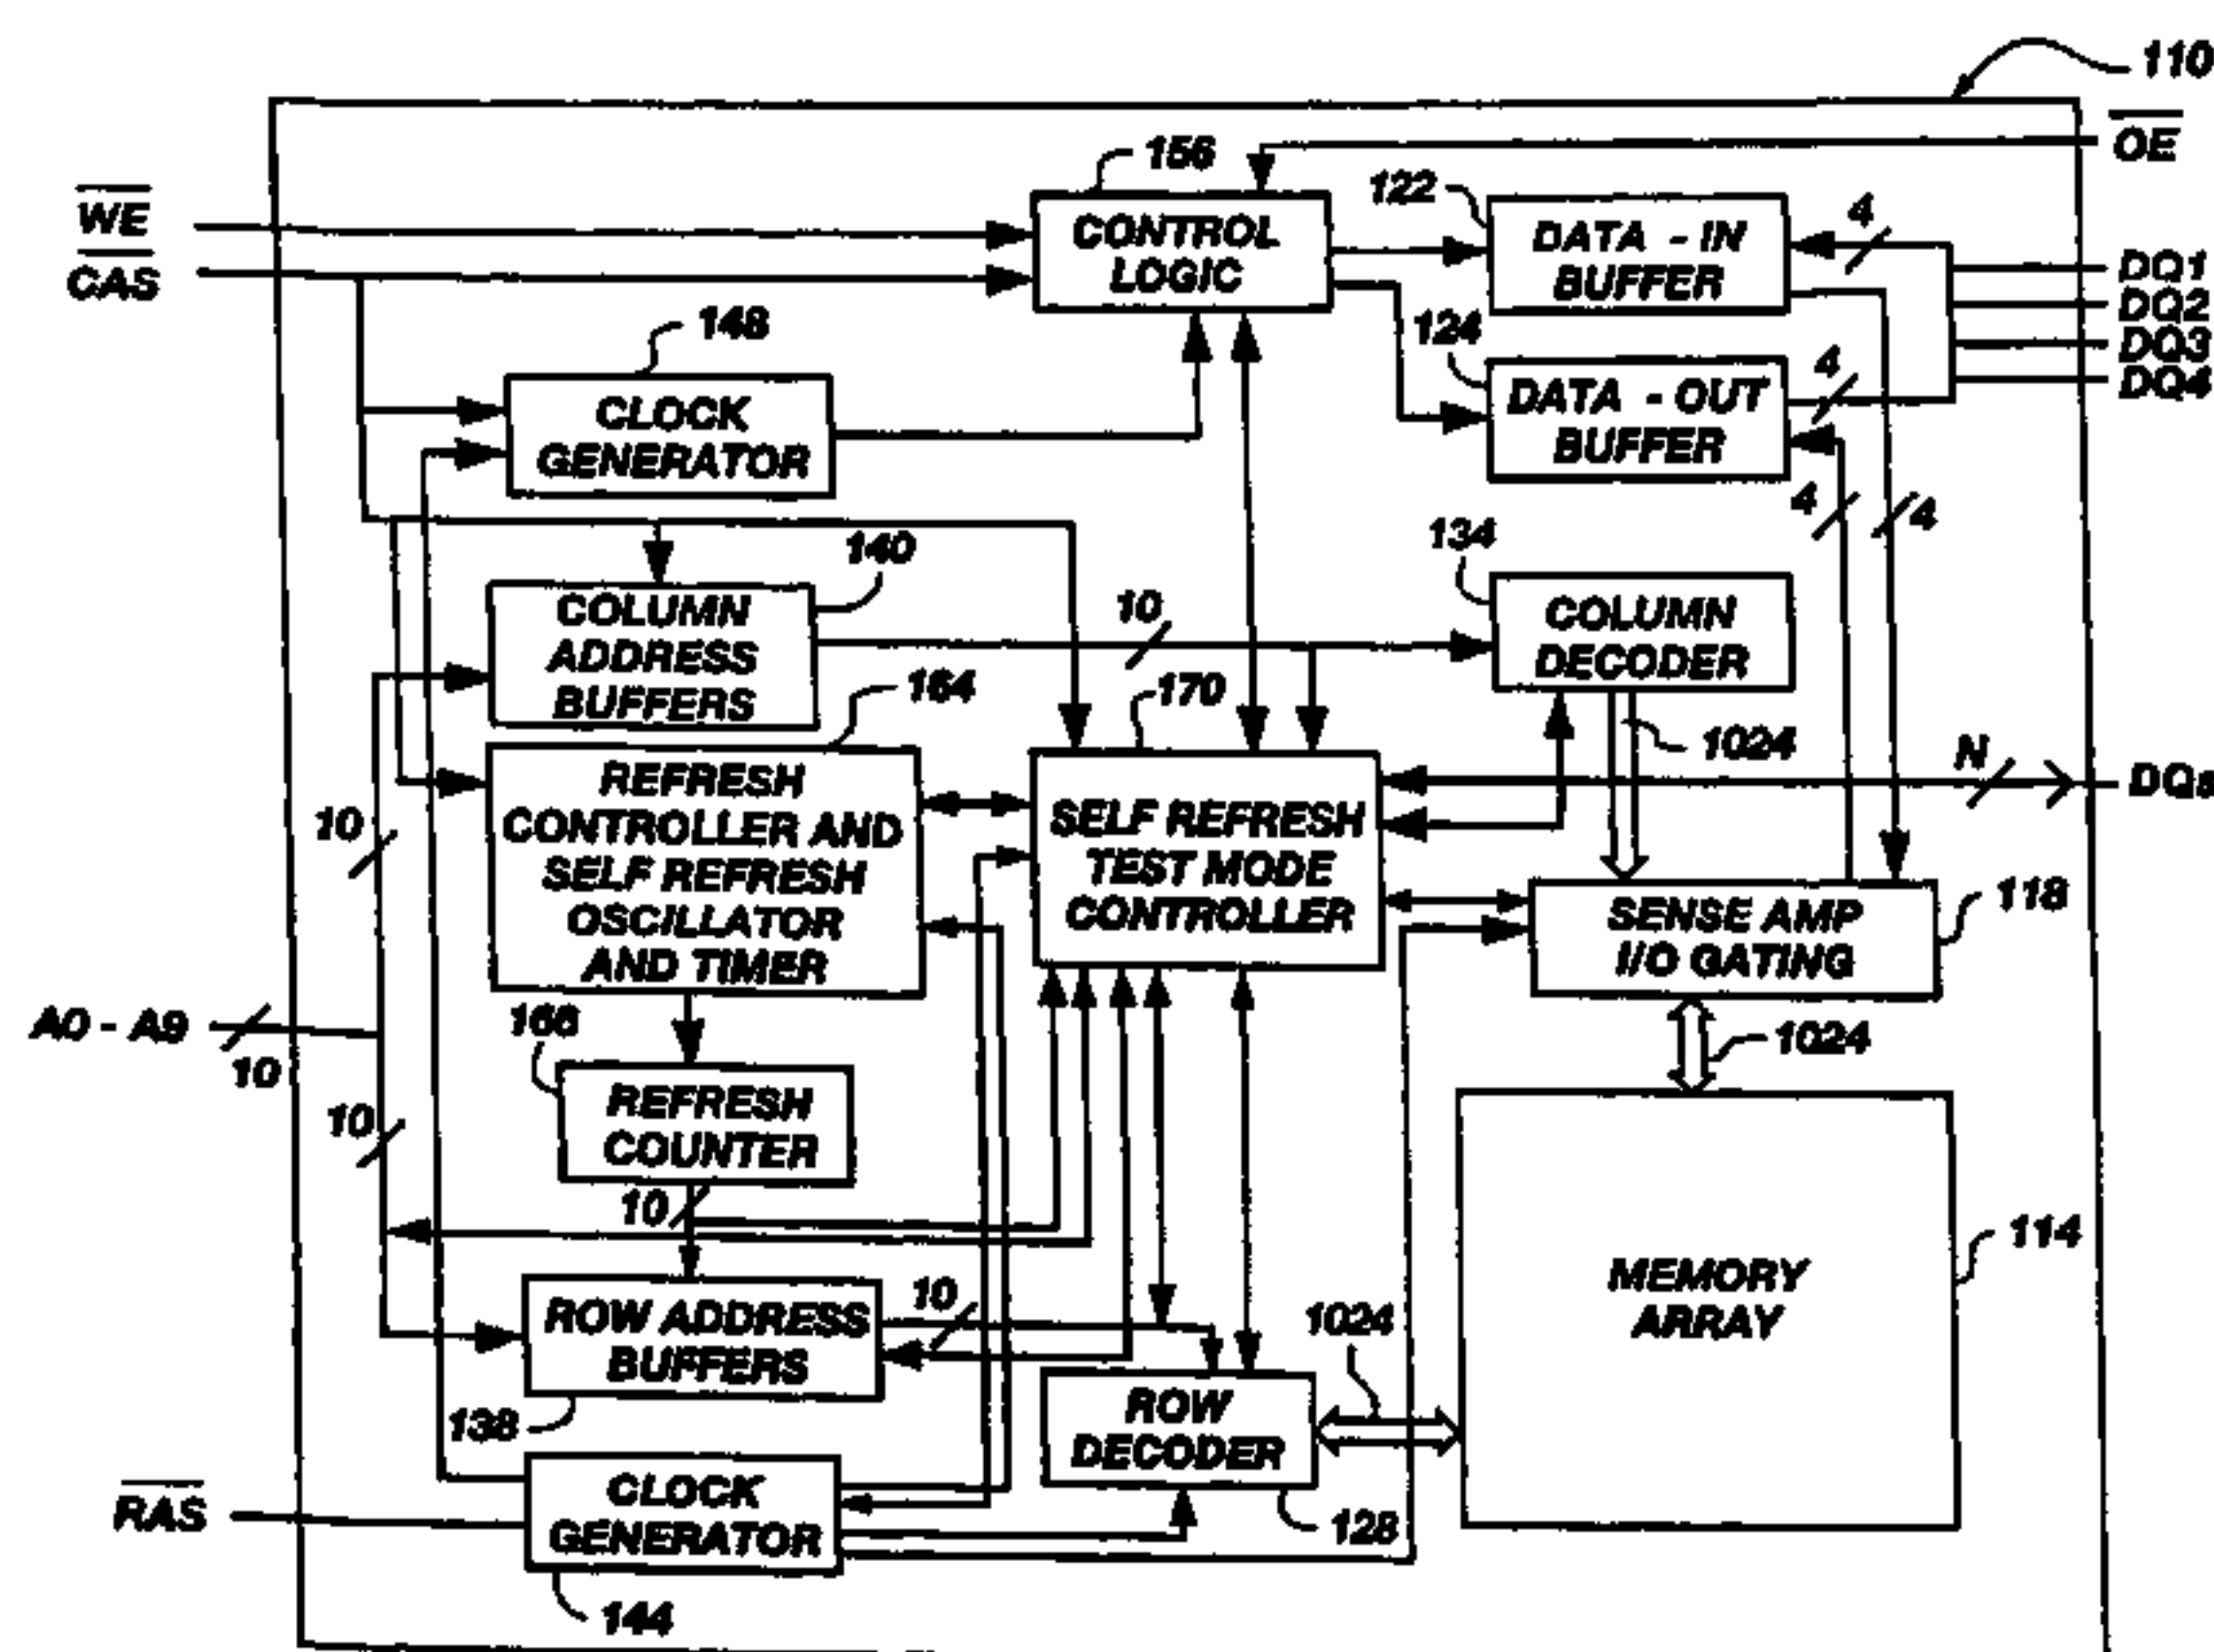 110
OE
156
122
WE
CONTROL
LOGIC
DATA - IN
BUFFER
4
CAS
DQ1
DQ2
DQ3
DQ4
148
124
CLOCK
GENERATOR
DATA - OUT
BUFFER
4
4
4
140
134
COLUMN
ADDRESS
BUFFERS
10
COLUMN
DECODER
164
170
1024
N
REFRESH
CONTROLLER AND
SELF REFRESH
OSCILLATOR
AND TIMER
SELF REFRESH
TEST MODE
CONTROLLER
10
SENSE AMP
I/O GATING
118
A0 - A9
10
166
1024
10
REFRESH
COUNTER
10
114
MEMORY
ARRAY
ROW ADDRESS
BUFFERS
10
1024
138
ROW
DECODER
RAS
CLOCK
GENERATOR
128
144